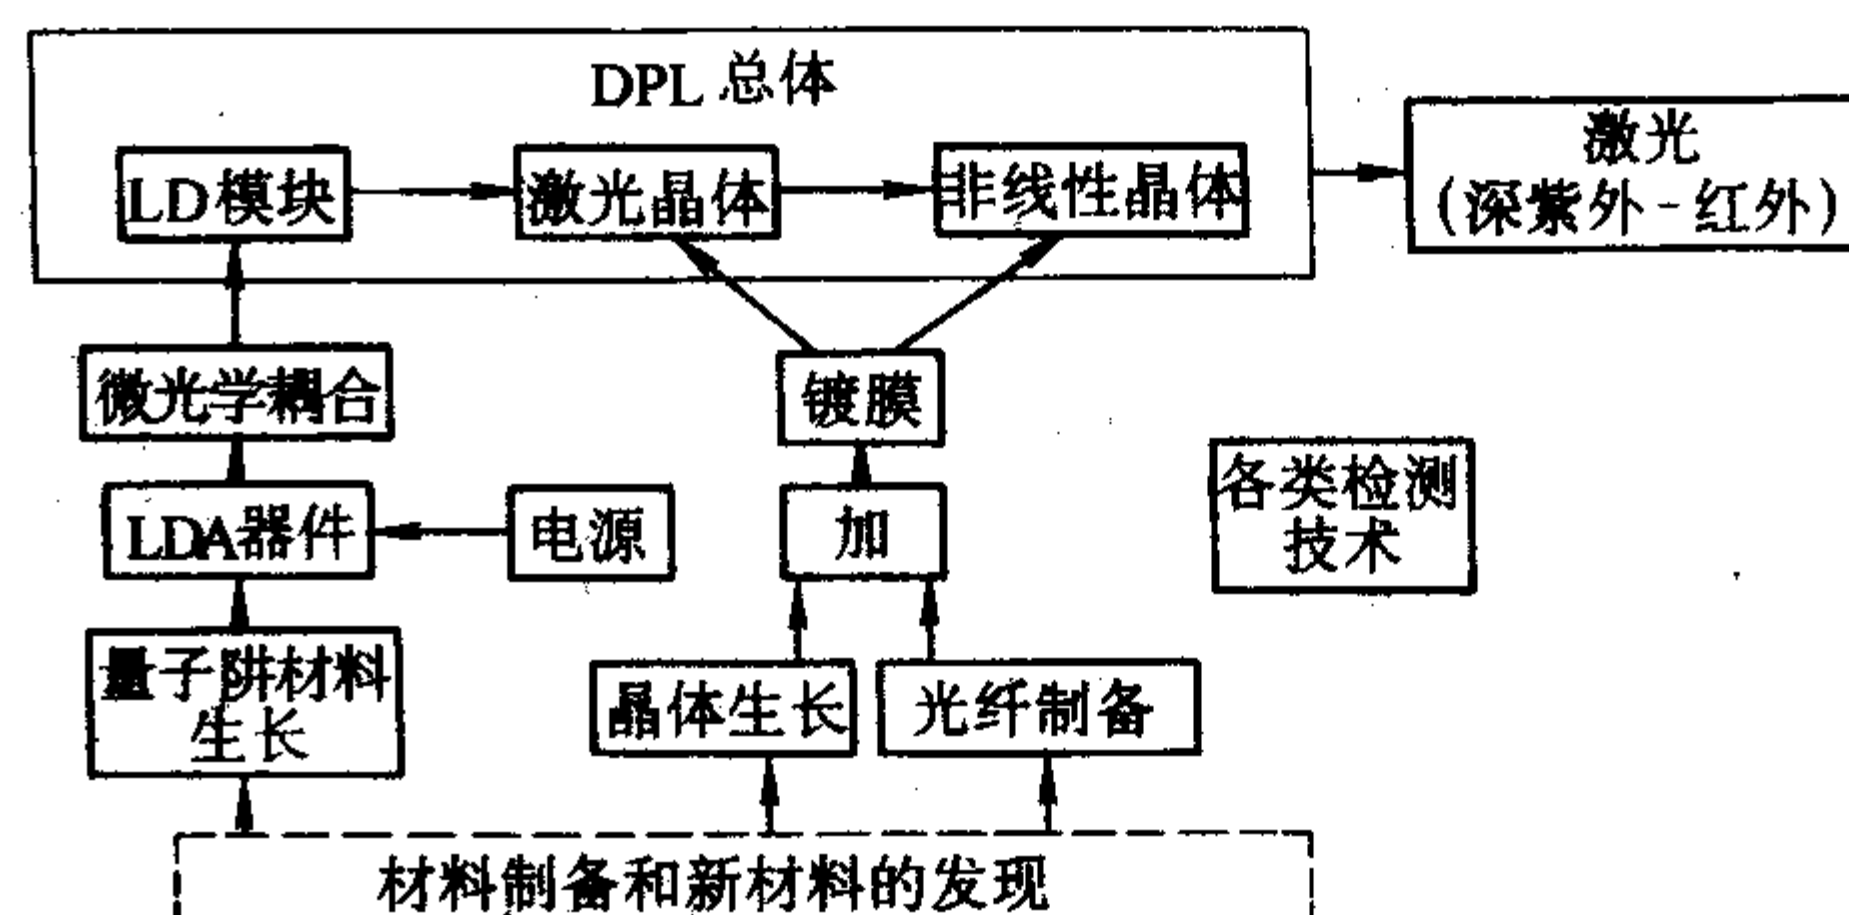 DPL 总体
LD模块
激光晶体
非线性晶体
激光
(深紫外-红外)
微光学耦合
镀膜
各类检测
技术
LDA器件
电源
加
量子阱材料
生长
晶体生长
光纤制备
材料制备和新材料的发现